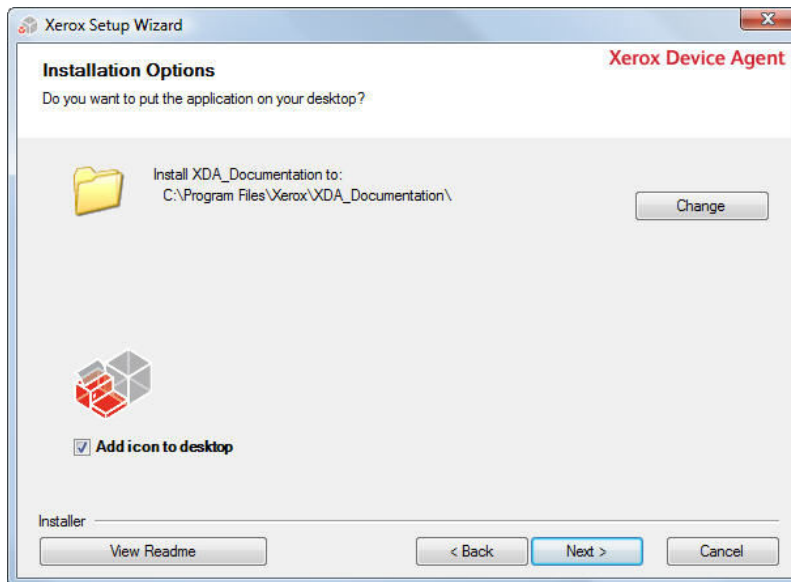 Xerox Setup Wizard
Xerox Device Agent
Installation Options
Do you want to put the application on your desktop?
Install XDA_Documentation to:
C:\Program Files\Xerox\XDA_Documentation\
Change
Add icon to desktop
Installer
View Readme
< Back
Next >
Cancel